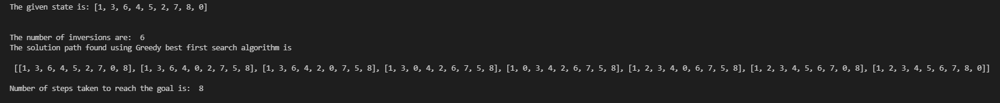 The given state is: [1, 3, 6, 4, 5, 2, 7, 8, 0]
The number of inversions are:  6
The solution path found using Greedy best first search algorithm is
[[1, 3, 6, 4, 5, 2, 7, 0, 8], [1, 3, 6, 4, 0, 2, 7, 5, 8], [1, 3, 6, 4, 2, 0, 7, 5, 8], [1, 3, 0, 4, 2, 6, 7, 5, 8], [1, 0, 3, 4, 2, 6, 7, 5, 8], [1, 2, 3, 4, 0, 6, 7, 5, 8], [1, 2, 3, 4, 5, 6, 7, 0, 8], [1, 2, 3, 4, 5, 6, 7, 8, 0]]
Number of steps taken to reach the goal is:  8